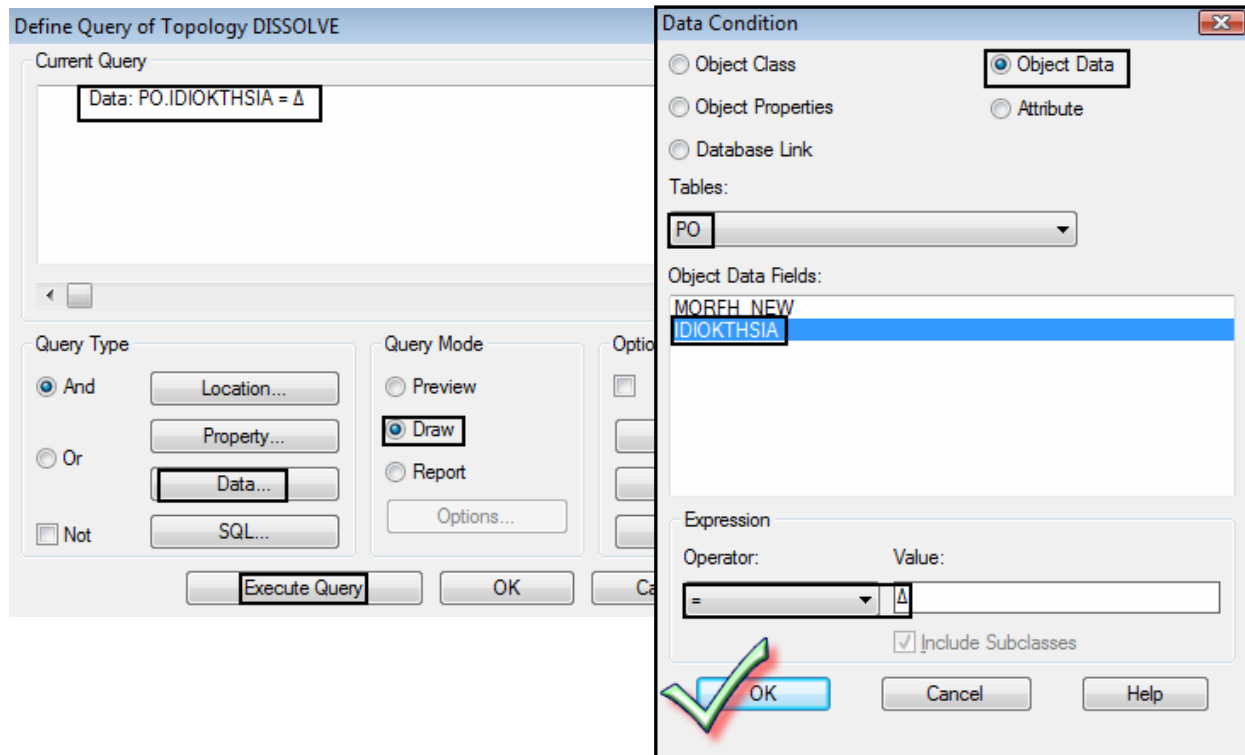 Define Query of Topology DISSOLVE
Current Query
Data: PO.IDIOKTHSIA = Δ
Query Type
And
Location...
Property...
Or
Data...
Not
SQL...
Query Mode
Preview
Draw
Report
Options...
Optio
Execute Query
OK
Ca
Data Condition
Object Class
Object Data
Object Properties
Attribute
Database Link
Tables:
PO
Object Data Fields:
MORFH_NEW
IDIOKTHSIA
Expression
Operator:
Value:
=
Δ
Include Subclasses
OK
Cancel
Help